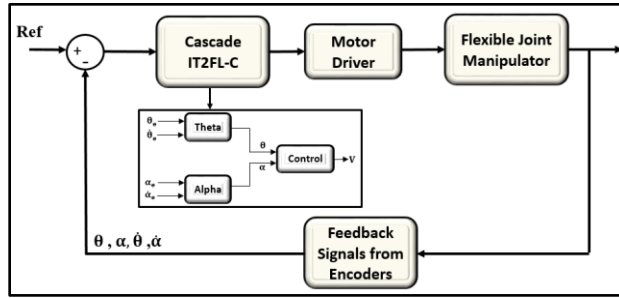 Ref
+
-
Cascade
IT2FL-C
Motor
Driver
Flexible Joint
Manipulator
θₑ
θ̇ₑ
Theta
θ
αₑ
α̇ₑ
Alpha
α
Control
V
θ , α, θ̇ ,α̇
Feedback
Signals from
Encoders